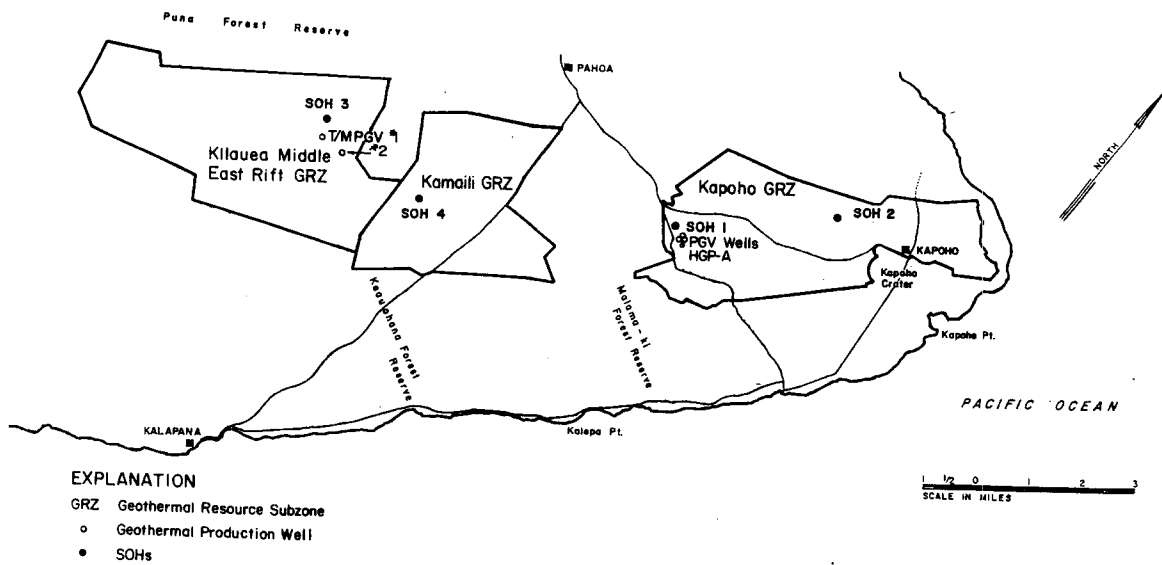 Puna Forest Reserve
PAHOA
SOH 3
T/MPGV #1
#2
Kilauea Middle
East Rift GRZ
Kamaili GRZ
SOH 4
Kapoho GRZ
SOH 2
SOH 1
PGV Wells
HGP-A
KAPOHO
Kapoho
Crater
NORTH
Keauohana Forest
Reserve
Malama-ki
Forest Reserve
Kapoho Pt.
PACIFIC OCEAN
KALAPANA
Kalepa Pt.
EXPLANATION
GRZ Geothermal Resource Subzone
Geothermal Production Well
SOHs
1 1/2 0 1 2 3
SCALE IN MILES